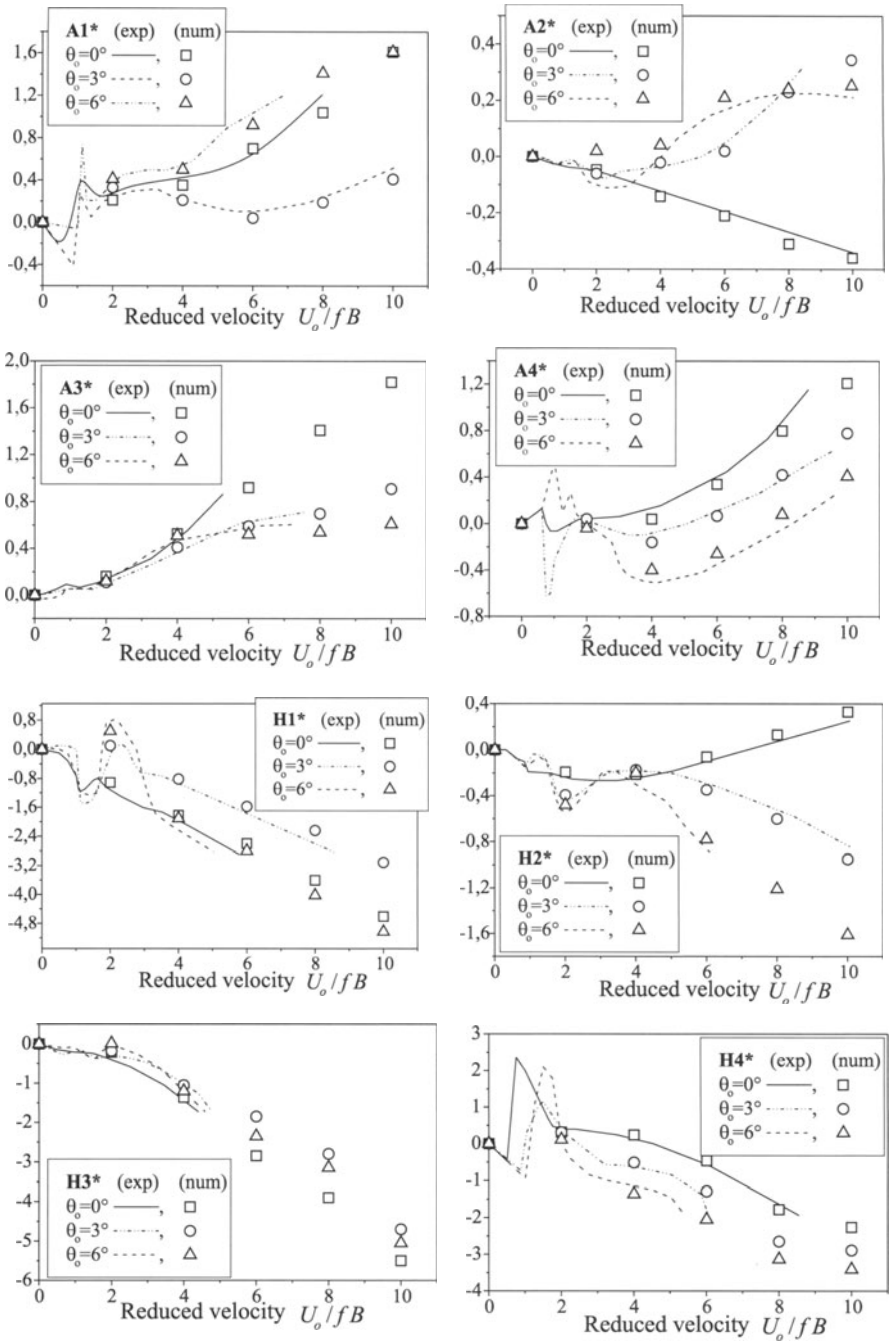 A1* (exp) (num)
θo=0° , 
θo=3° , 
θo=6° , 
1,6
1,2
0,8
0,4
0,0
-0,4
0 2 4 6 8 10
Reduced velocity Uo/fB
A2* (exp) (num)
θo=0° , 
θo=3° , 
θo=6° , 
0,4
0,2
0,0
-0,2
-0,4
0 2 4 6 8 10
Reduced velocity Uo/fB
A3* (exp) (num)
θo=0° , 
θo=3° , 
θo=6° , 
2,0
1,8
1,2
0,6
0,0
0 2 4 6 8 10
Reduced velocity Uo/fB
A4* (exp) (num)
θo=0° , 
θo=3° , 
θo=6° , 
1,2
0,8
0,4
0,0
-0,4
-0,8
0 2 4 6 8 10
Reduced velocity Uo/fB
H1* (exp) (num)
θo=0° , 
θo=3° , 
θo=6° , 
0,8
0,0
-0,8
-1,6
-2,4
-3,2
-4,0
-4,8
0 2 4 6 8 10
Reduced velocity Uo/fB
0,4
0,0
-0,4
-0,8
-1,2
-1,6
H2* (exp) (num)
θo=0° , 
θo=3° , 
θo=6° , 
0 2 4 6 8 10
Reduced velocity Uo/fB
0
-1
-2
-3
-4
-5
-6
H3* (exp) (num)
θo=0° , 
θo=3° , 
θo=6° , 
0 2 4 6 8 10
Reduced velocity Uo/fB
H4* (exp) (num)
θo=0° , 
θo=3° , 
θo=6° , 
3
2
1
0
-1
-2
-3
-4
0 2 4 6 8 10
Reduced velocity Uo/fB